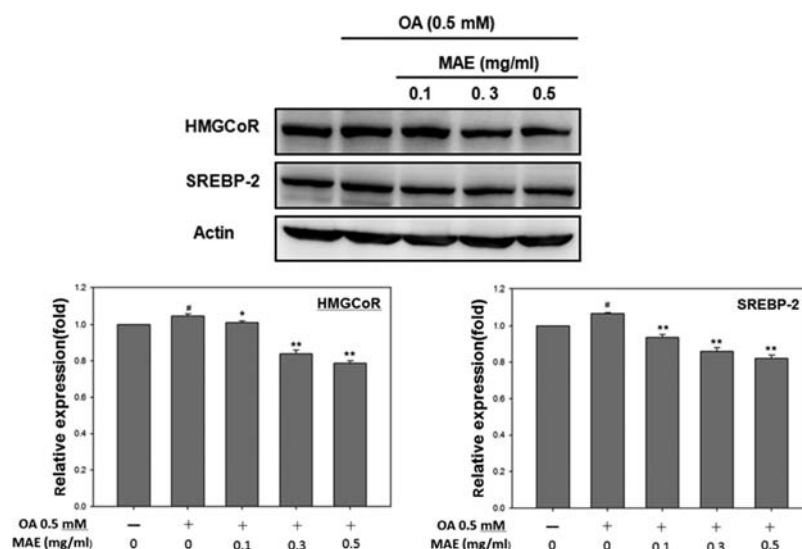 OA (0.5 mM)
MAE (mg/ml)
0.1 0. 3 0.5
HMGCoR
SREBP-2
Actin
HMGCoR
Relative expression(fold)
1.2
1.0
0.8
0.6
0.4
0.2
0.0
# * ** **
OA 0.5 mM − + + + +
MAE (mg/ml) 0 0 0.1 0.3 0.5
SREBP-2
Relative expression(fold)
1.2
1.0
0.8
0.6
0.4
0.2
0.0
# ** ** **
OA 0.5 mM − + + + +
MAE (mg/ml) 0 0 0.1 0.3 0.5